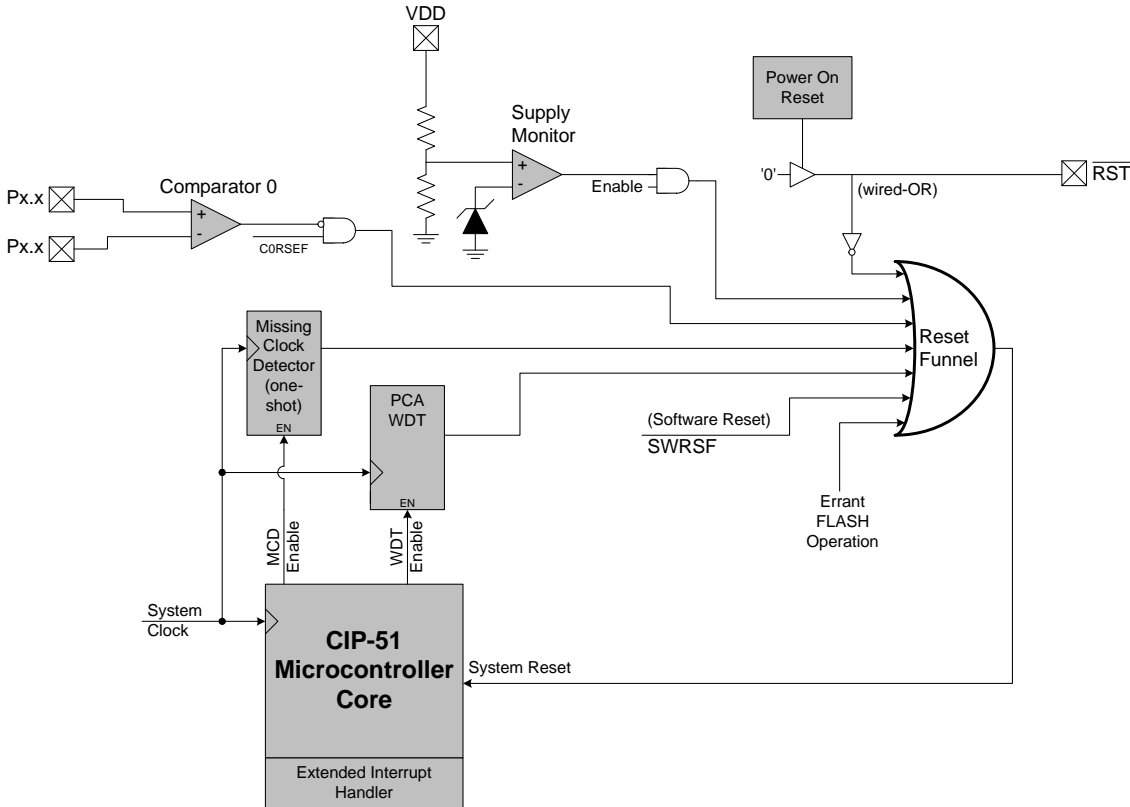 VDD
Power On
Reset
Supply
Monitor
+
-
Enable
'0'
RST
(wired-OR)
Px.x
Px.x
Comparator 0
+
-
C0RSEF
Missing
Clock
Detector
(one-
shot)
EN
PCA
WDT
EN
Reset
Funnel
(Software Reset)
SWRSF
Errant
FLASH
Operation
MCD
Enable
WDT
Enable
System
Clock
CIP-51
Microcontroller
Core
System Reset
Extended Interrupt
Handler